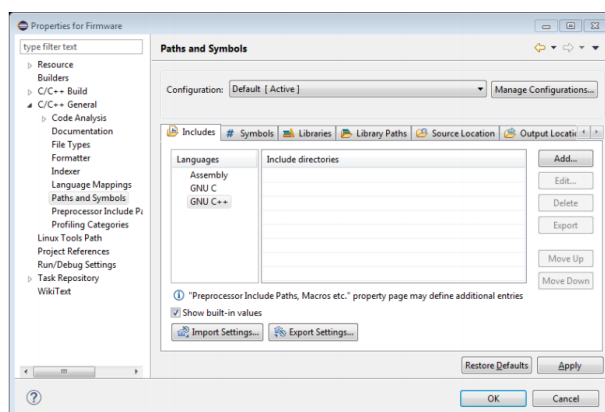 Properties for Firmware
type filter text
Resource
Builders
C/C++ Build
C/C++ General
Code Analysis
Documentation
File Types
Formatter
Indexer
Language Mappings
Paths and Symbols
Preprocessor Include Pa
Profiling Categories
Linux Tools Path
Project References
Run/Debug Settings
Task Repository
WikiText
Paths and Symbols
Configuration: Default [ Active ] Manage Configurations...
Includes # Symbols Libraries Library Paths Source Location Output Locatio
Languages Include directories
Assembly
GNU C
GNU C++
Add...
Edit...
Delete
Export
Move Up
Move Down
"Preprocessor Include Paths, Macros etc." property page may define additional entries
Show built-in values
Import Settings... Export Settings...
Restore Defaults Apply
OK Cancel